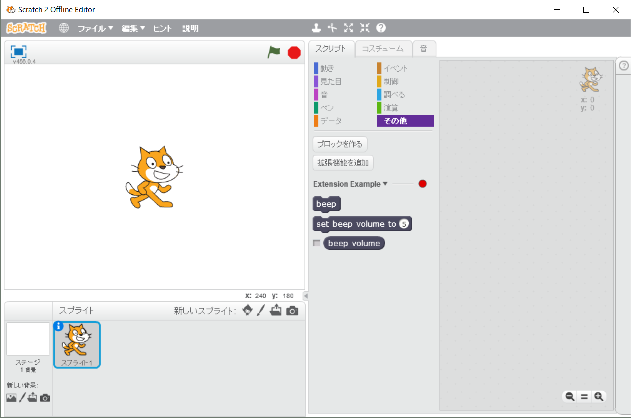 Scratch 2 Offline Editor
SCRATCH ファイル▼ 編集▼ ヒント 説明
v458.0.4
スクリプト コスチューム 音
動き イベント
見た目 制御
音 調べる
ペン 演算
データ その他
ブロックを作る
拡張機能を追加
Extension Example▼
beep
set beep volume to 5
beep volume
x: 0
y: 0
x: 240 y: 180
スプライト 新しいスプライト:
ステージ
1 背景
新しい背景:
スプライト1